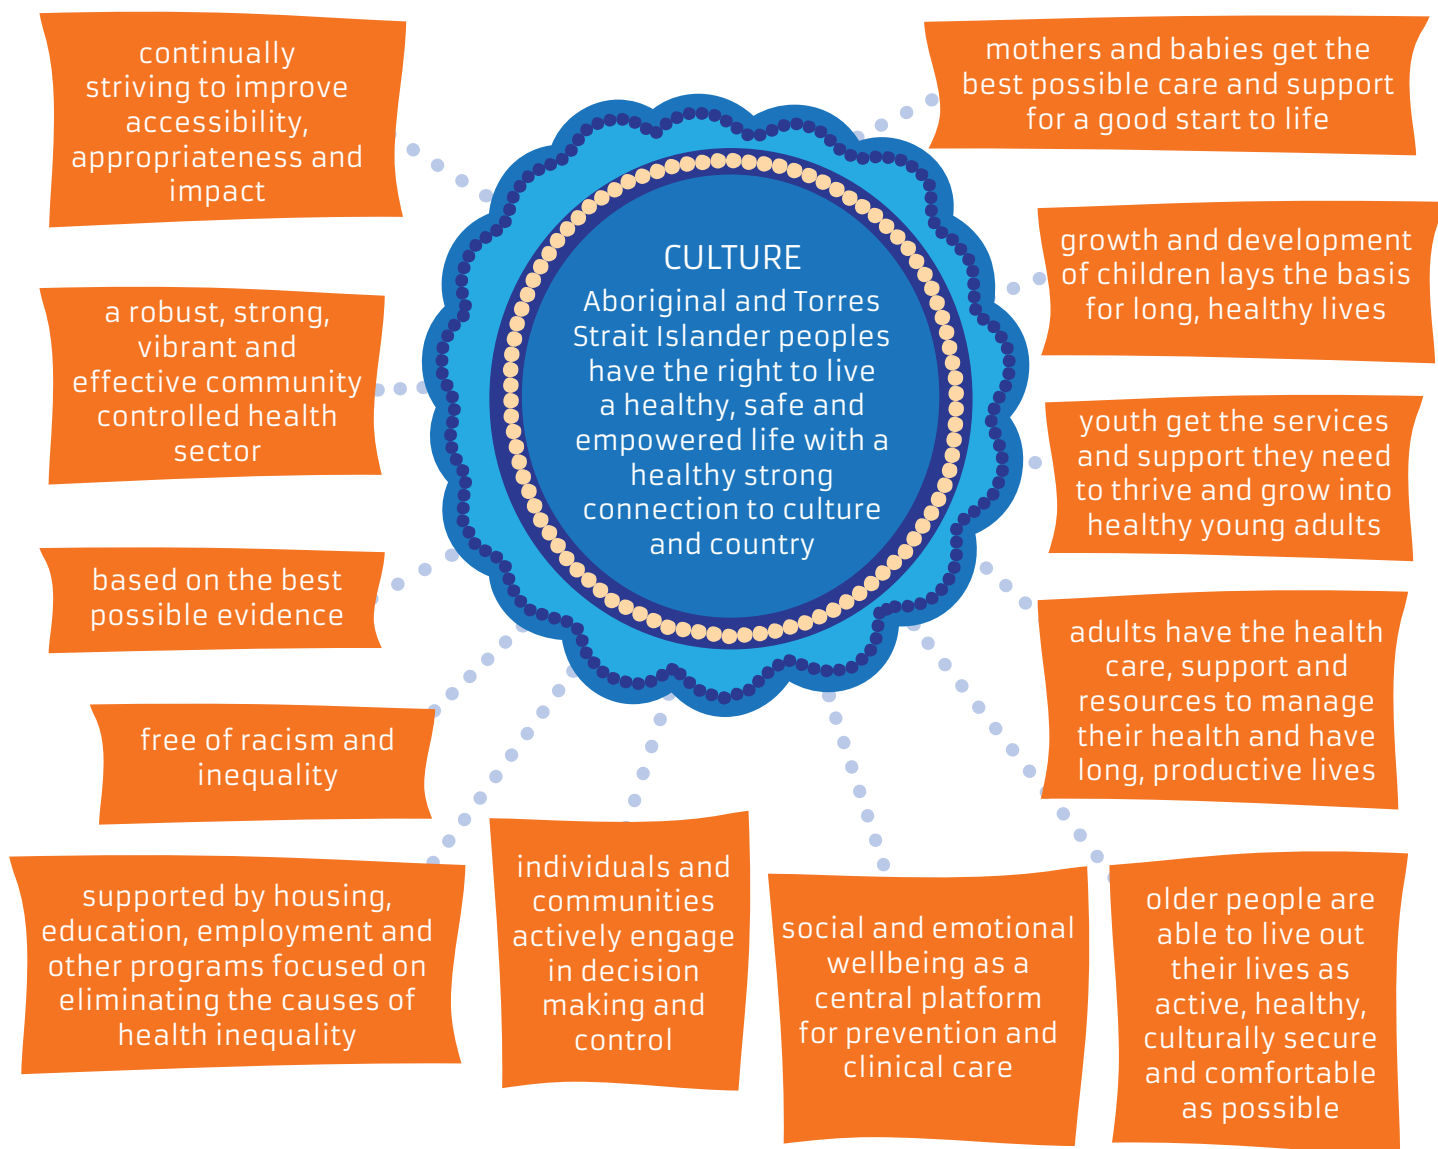 continually
striving to improve
accessibility,
appropriateness and
impact
mothers and babies get the
best possible care and support
for a good start to life
growth and development
of children lays the basis
for long, healthy lives
CULTURE
Aboriginal and Torres
Strait Islander peoples
have the right to live
a healthy, safe and
empowered life with a
healthy strong
connection to culture
and country
a robust, strong,
vibrant and
effective community
controlled health
sector
youth get the services
and support they need
to thrive and grow into
healthy young adults
based on the best
possible evidence
adults have the health
care, support and
resources to manage
their health and have
long, productive lives
free of racism and
inequality
supported by housing,
education, employment and
other programs focused on
eliminating the causes of
health inequality
individuals and
communities
actively engage
in decision
making and
control
social and emotional
wellbeing as a
central platform
for prevention and
clinical care
older people are
able to live out
their lives as
active, healthy,
culturally secure
and comfortable
as possible